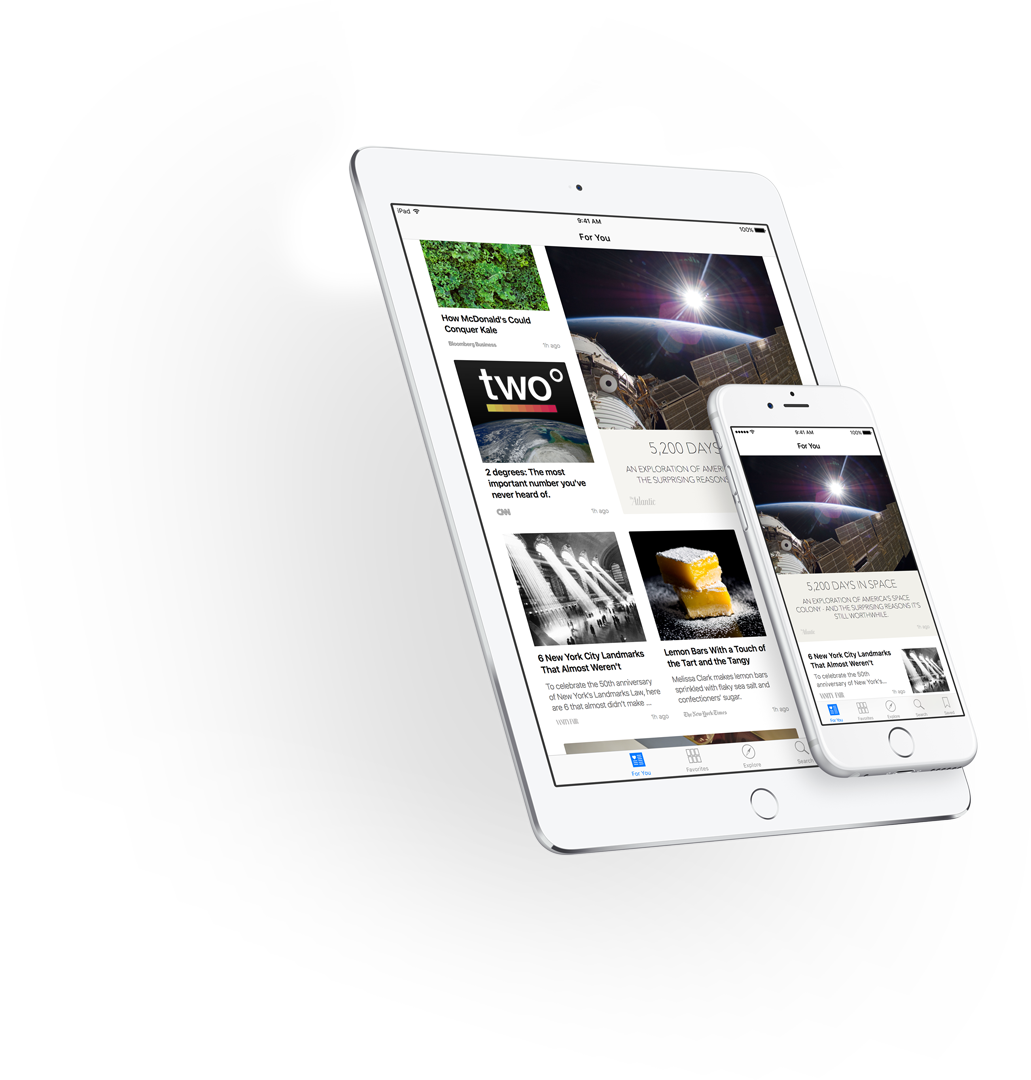 iPad
9:41 AM
100%
For You
How McDonald's Could
Conquer Kale
Bloomberg Business
1h ago
two°
2 degrees: The most
important number you've
never heard of.
CNN
1h ago
5,200 DAYS
AN EXPLORATION OF AMERI
THE SURPRISING REASONS
Atlantic
6 New York City Landmarks
That Almost Weren't
To celebrate the 50th anniversary
of New York's Landmarks Law, here
are 6 that almost didn't make ...
VANITY FAIR
1h ago
Lemon Bars With a Touch of
the Tart and the Tangy
Melissa Clark makes lemon bars
sprinkled with flaky sea salt and
confectioners' sugar.
The New York Times
1h ago
For You
Favorites
Explore
Search
9:41 AM
100%
For You
5,200 DAYS IN SPACE
AN EXPLORATION OF AMERICA'S SPACE
COLONY - AND THE SURPRISING REASONS IT'S
STILL WORTHWHILE.
1h ago
6 New York City Landmarks
That Almost Weren't
To celebrate the 50th
anniversary of New York's...
VANITY FAIR
1h ago
For You
Favorites
Explore
Search
Saved